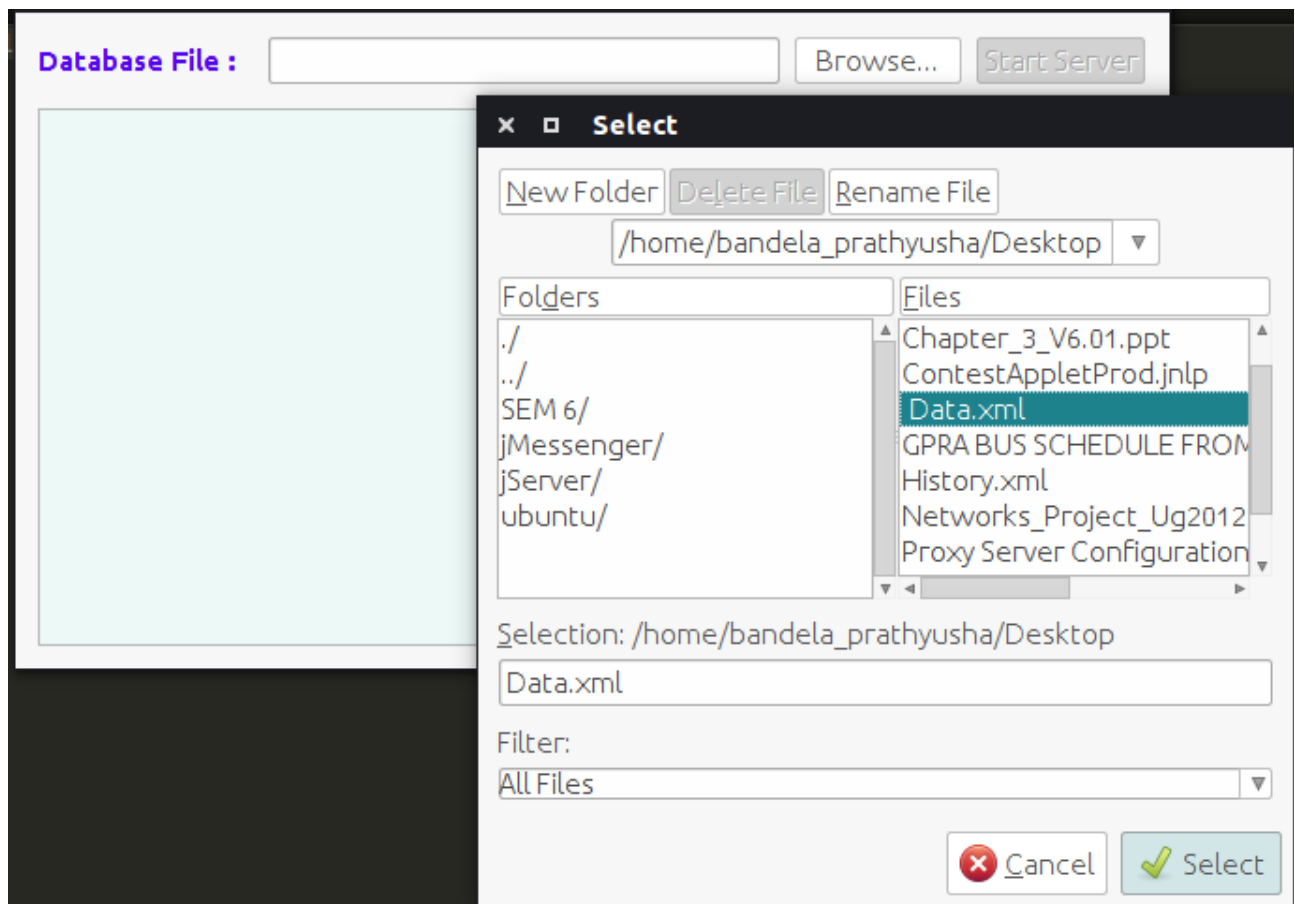 Database File :
Browse...
Start Server
Select
New Folder
Delete File
Rename File
/home/bandela_prathyusha/Desktop
Folders
./
../
SEM 6/
jMessenger/
jServer/
ubuntu/
Files
Chapter_3_V6.01.ppt
ContestAppletProd.jnlp
Data.xml
GPRA BUS SCHEDULE FROM
History.xml
Networks_Project_Ug2012
Proxy Server Configuration
Selection: /home/bandela_prathyusha/Desktop
Data.xml
Filter:
All Files
Cancel
Select